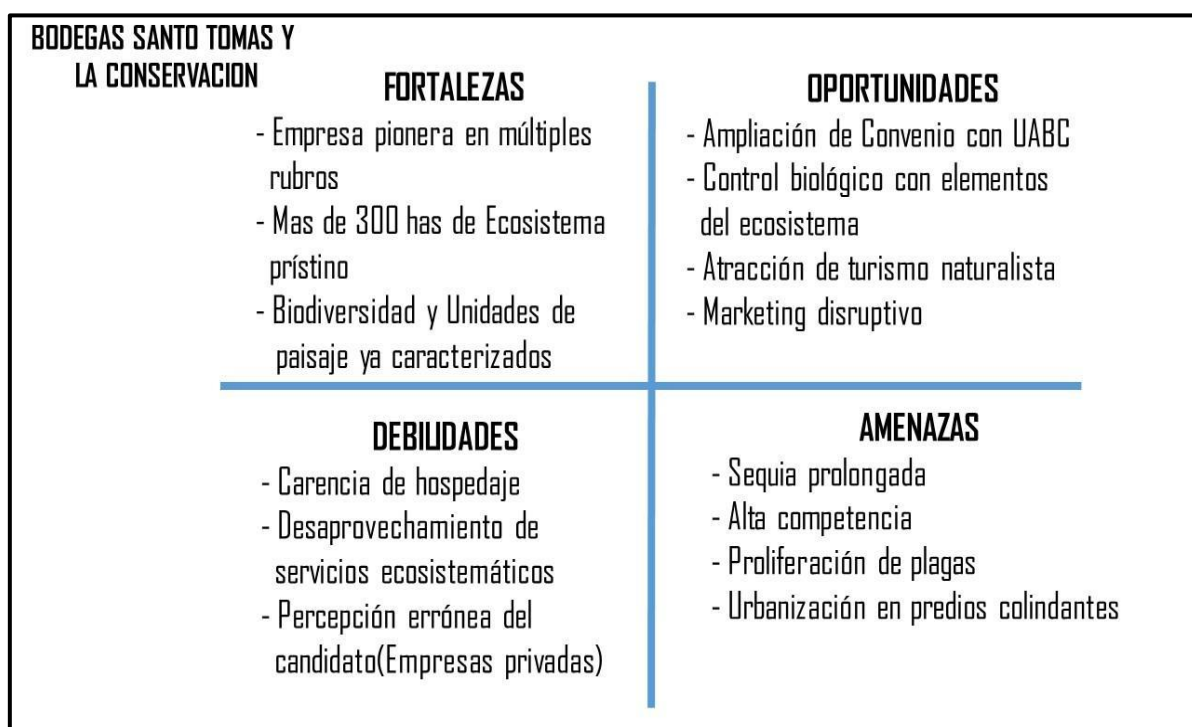 BODEGAS SANTO TOMAS Y
LA CONSERVACION
FORTALEZAS
- Empresa pionera en múltiples
rubros
- Mas de 300 has de Ecosistema
prístino
- Biodiversidad y Unidades de
paisaje ya caracterizados
OPORTUNIDADES
- Ampliación de Convenio con UABC
- Control biológico con elementos
del ecosistema
- Atracción de turismo naturalista
- Marketing disruptivo
DEBILIDADES
- Carencia de hospedaje
- Desaprovechamiento de
servicios ecosistemáticos
- Percepción errónea del
candidato(Empresas privadas)
AMENAZAS
- Sequia prolongada
- Alta competencia
- Proliferación de plagas
- Urbanización en predios colindantes